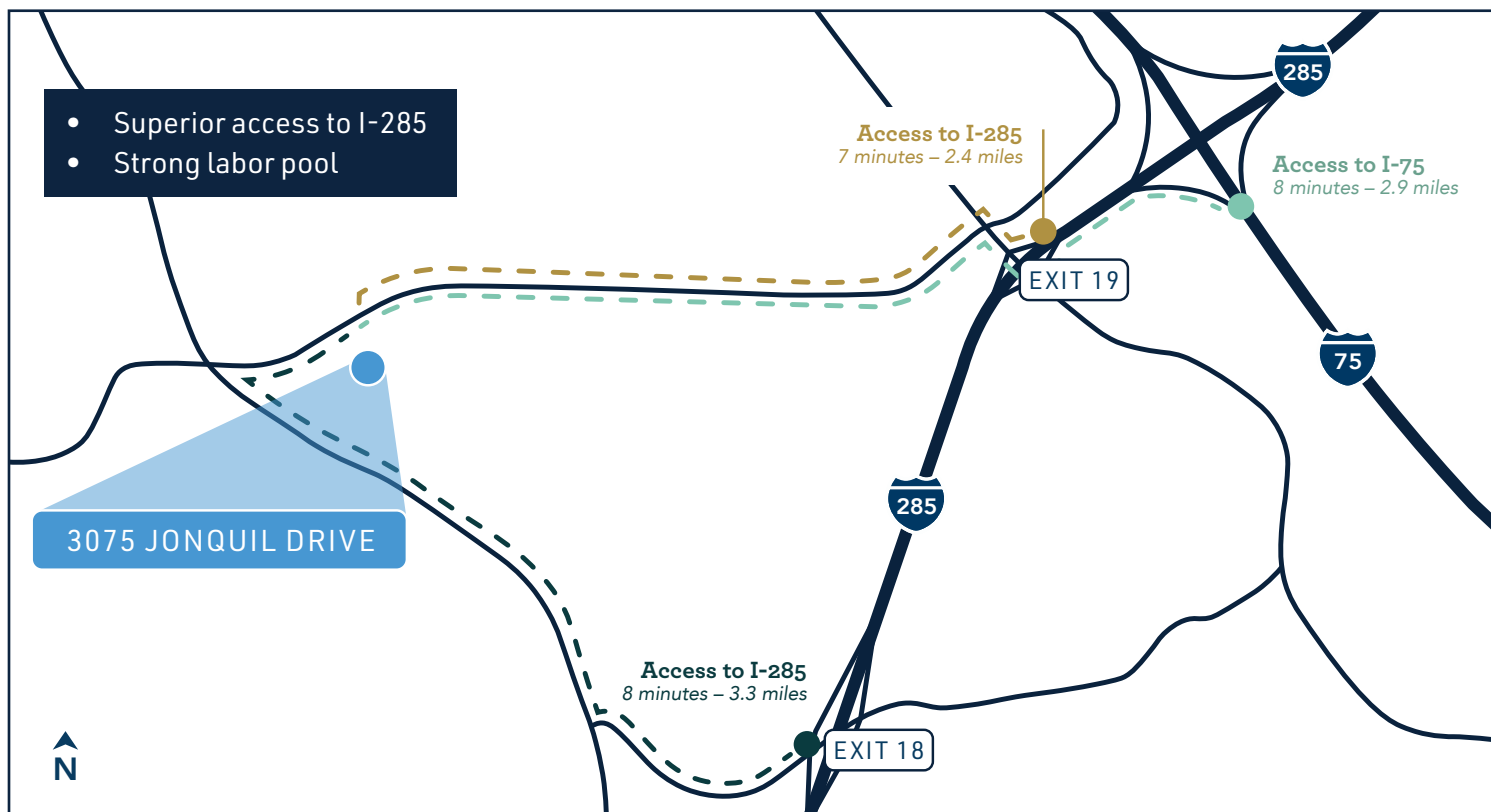 285
• Superior access to I-285
• Strong labor pool
Access to I-285
7 minutes – 2.4 miles
Access to I-75
8 minutes – 2.9 miles
EXIT 19
75
285
3075 JONQUIL DRIVE
Access to I-285
8 minutes – 3.3 miles
EXIT 18
N